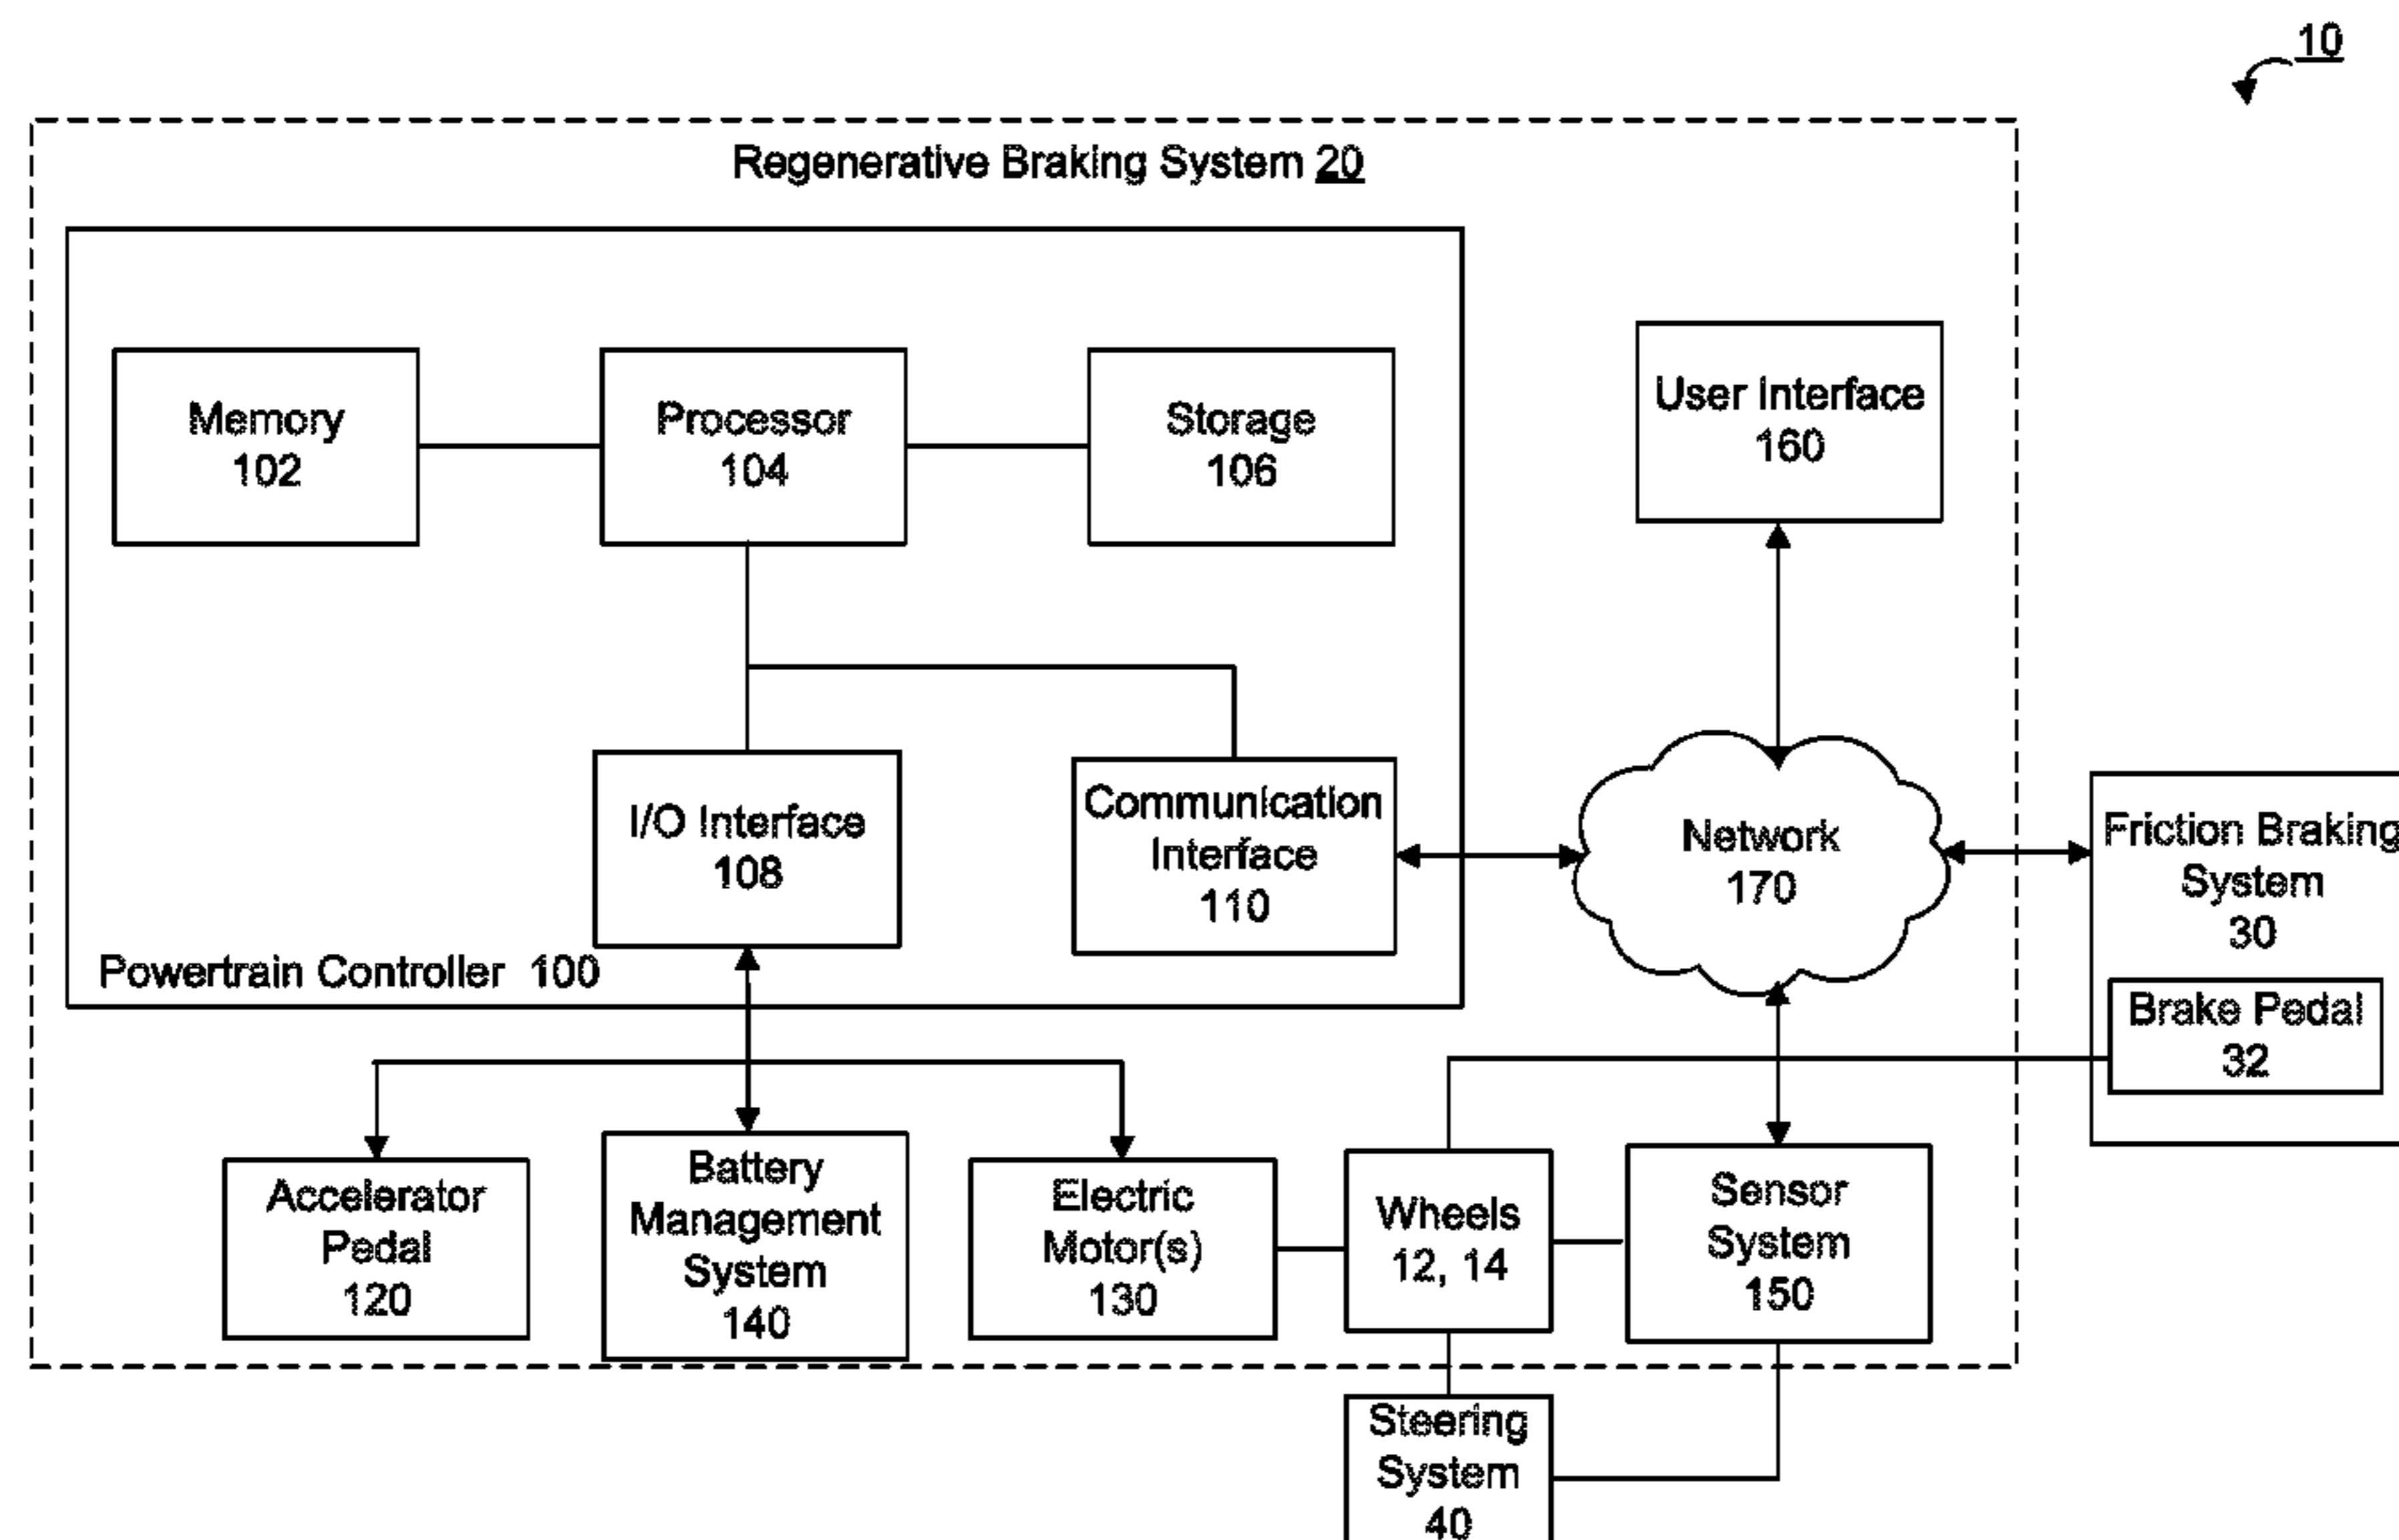 10
Regenerative Braking System 20
Memory
102
Processor
104
Storage
106
User Interface
160
I/O Interface
108
Communication
Interface
110
Network
170
Friction Braking
System
30
Brake Pedal
32
Powertrain Controller 100
Accelerator
Pedal
120
Battery
Management
System
140
Electric
Motor(s)
130
Wheels
12, 14
Sensor
System
150
Steering
System
40